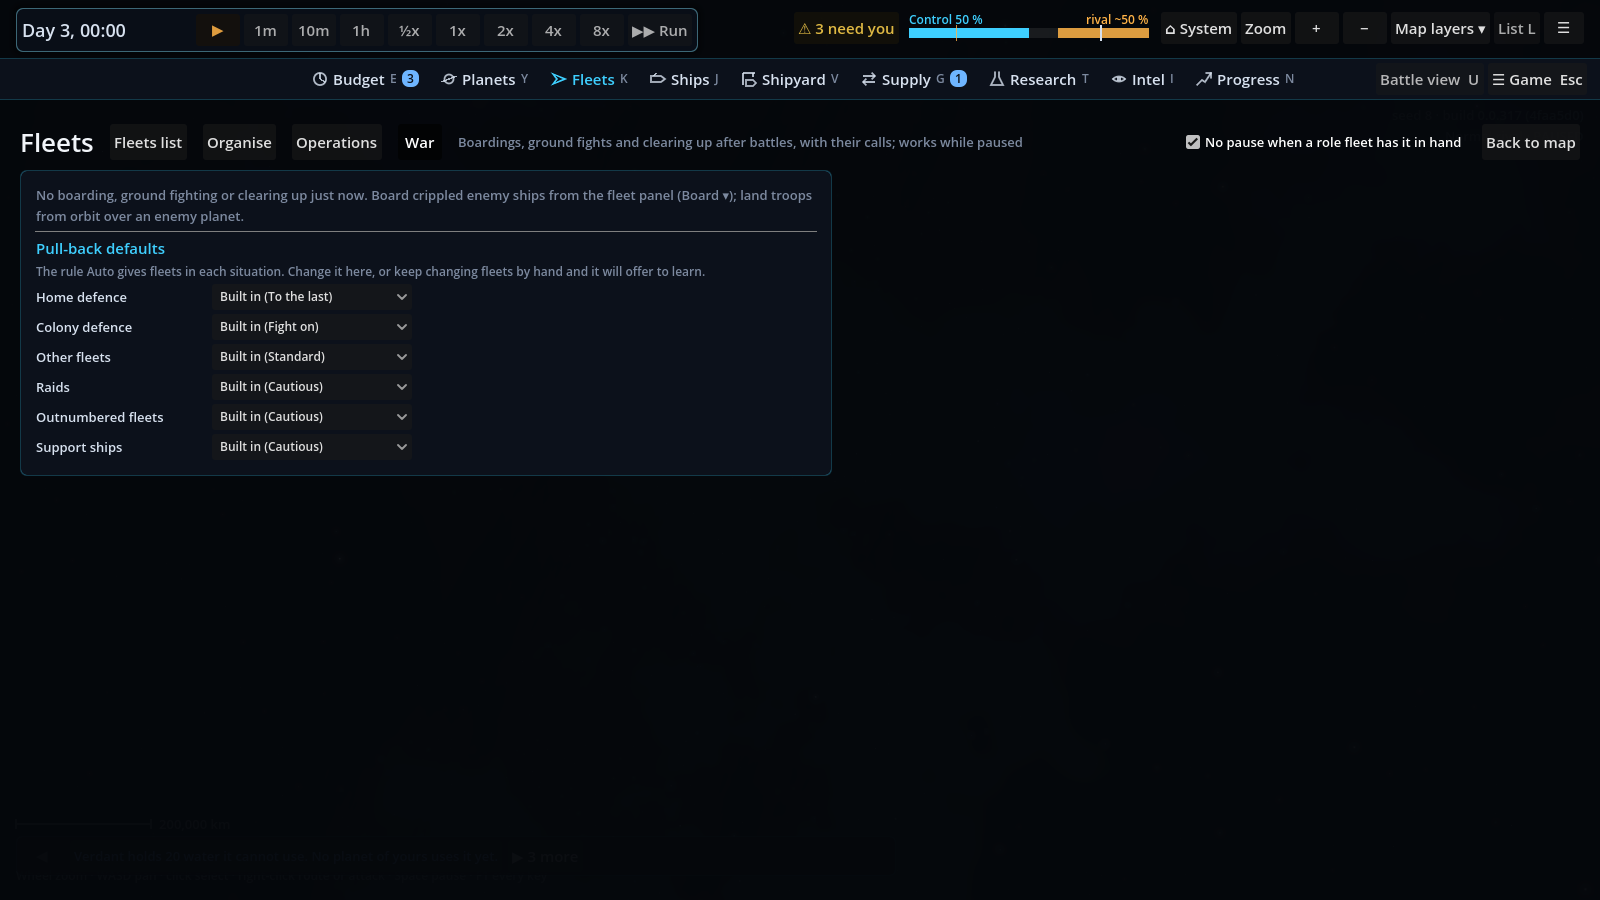 Day 3, 00:00 ▶ 1m 10m 1h ½x 1x 2x 4x 8x ▶▶ Run
⚠ 3 need you
Control 50 % rival ~50 %
⌂ System Zoom + − Map layers ▾ List L ☰
Budget E 3 Planets Y Fleets K Ships J Shipyard V Supply G 1 Research T Intel I Progress N Battle view U ☰ Game Esc
Fleets Fleets list Organise Operations War Boardings, ground fights and clearing up after battles, with their calls; works while paused No pause when a role fleet has it in hand Back to map
No boarding, ground fighting or clearing up just now. Board crippled enemy ships from the fleet panel (Board ▾); land troops
from orbit over an enemy planet.
Pull-back defaults
The rule Auto gives fleets in each situation. Change it here, or keep changing fleets by hand and it will offer to learn.
Home defence Built in (To the last)
Colony defence Built in (Fight on)
Other fleets Built in (Standard)
Raids Built in (Cautious)
Outnumbered fleets Built in (Cautious)
Support ships Built in (Cautious)
▶ 3 more